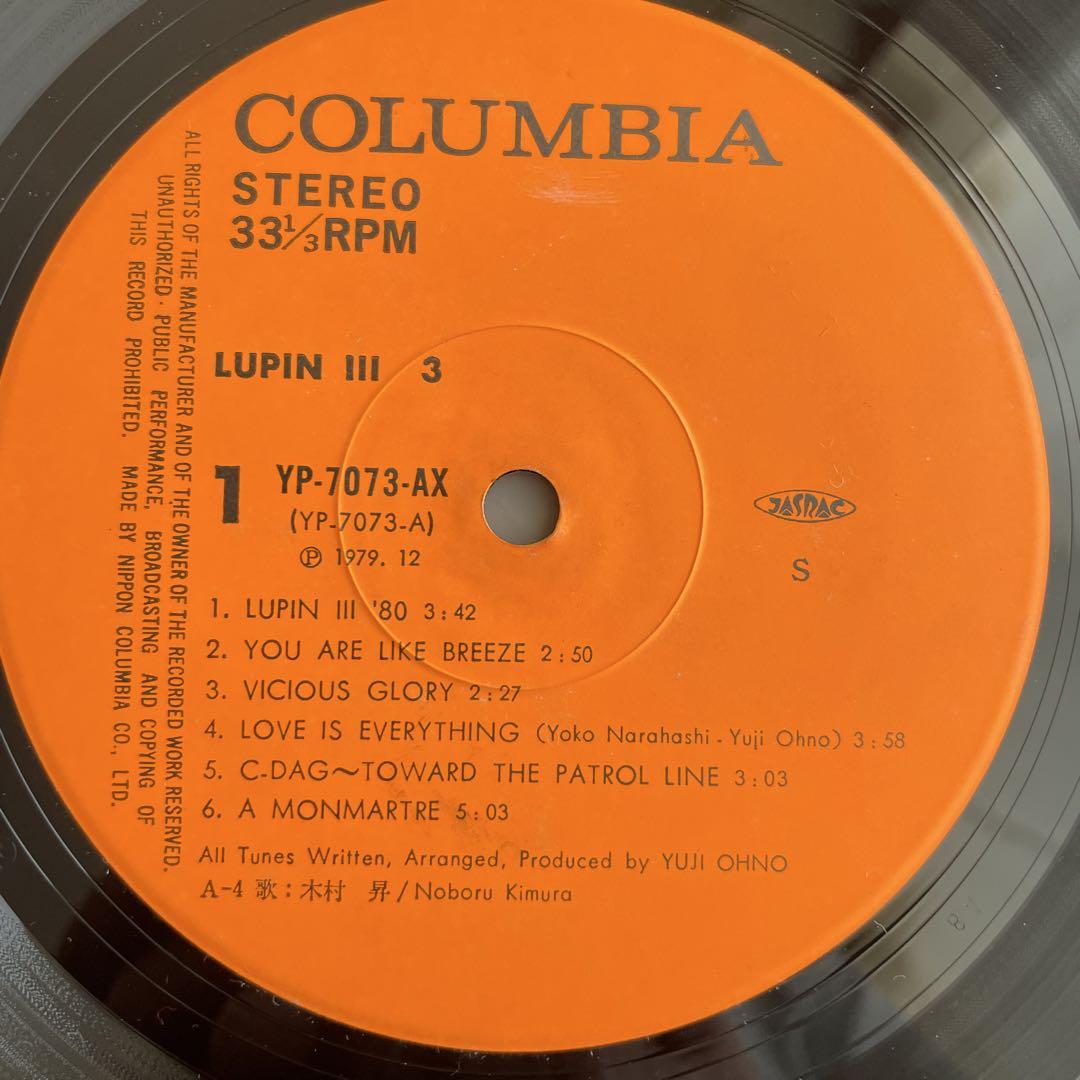 COLUMBIA
STEREO
33 1/3 RPM
LUPIN III 3
1 YP-7073-AX
(YP-7073-A)
℗ 1979. 12
JASRAC
S
1. LUPIN III '80 3:42
2. YOU ARE LIKE BREEZE 2:50
3. VICIOUS GLORY 2:27
4. LOVE IS EVERYTHING (Yoko Narahashi - Yuji Ohno) 3:58
5. C-DAG~TOWARD THE PATROL LINE 3:03
6. A MONMARTRE 5:03
All Tunes Written, Arranged, Produced by YUJI OHNO
A-4 歌:木村 昇/Noboru Kimura
ALL RIGHTS OF THE MANUFACTURER AND OF THE OWNER OF THE RECORDED WORK RESERVED.
UNAUTHORIZED · PUBLIC PERFORMANCE, BROADCASTING AND COPYING OF
THIS RECORD PROHIBITED. MADE BY NIPPON COLUMBIA CO., LTD.